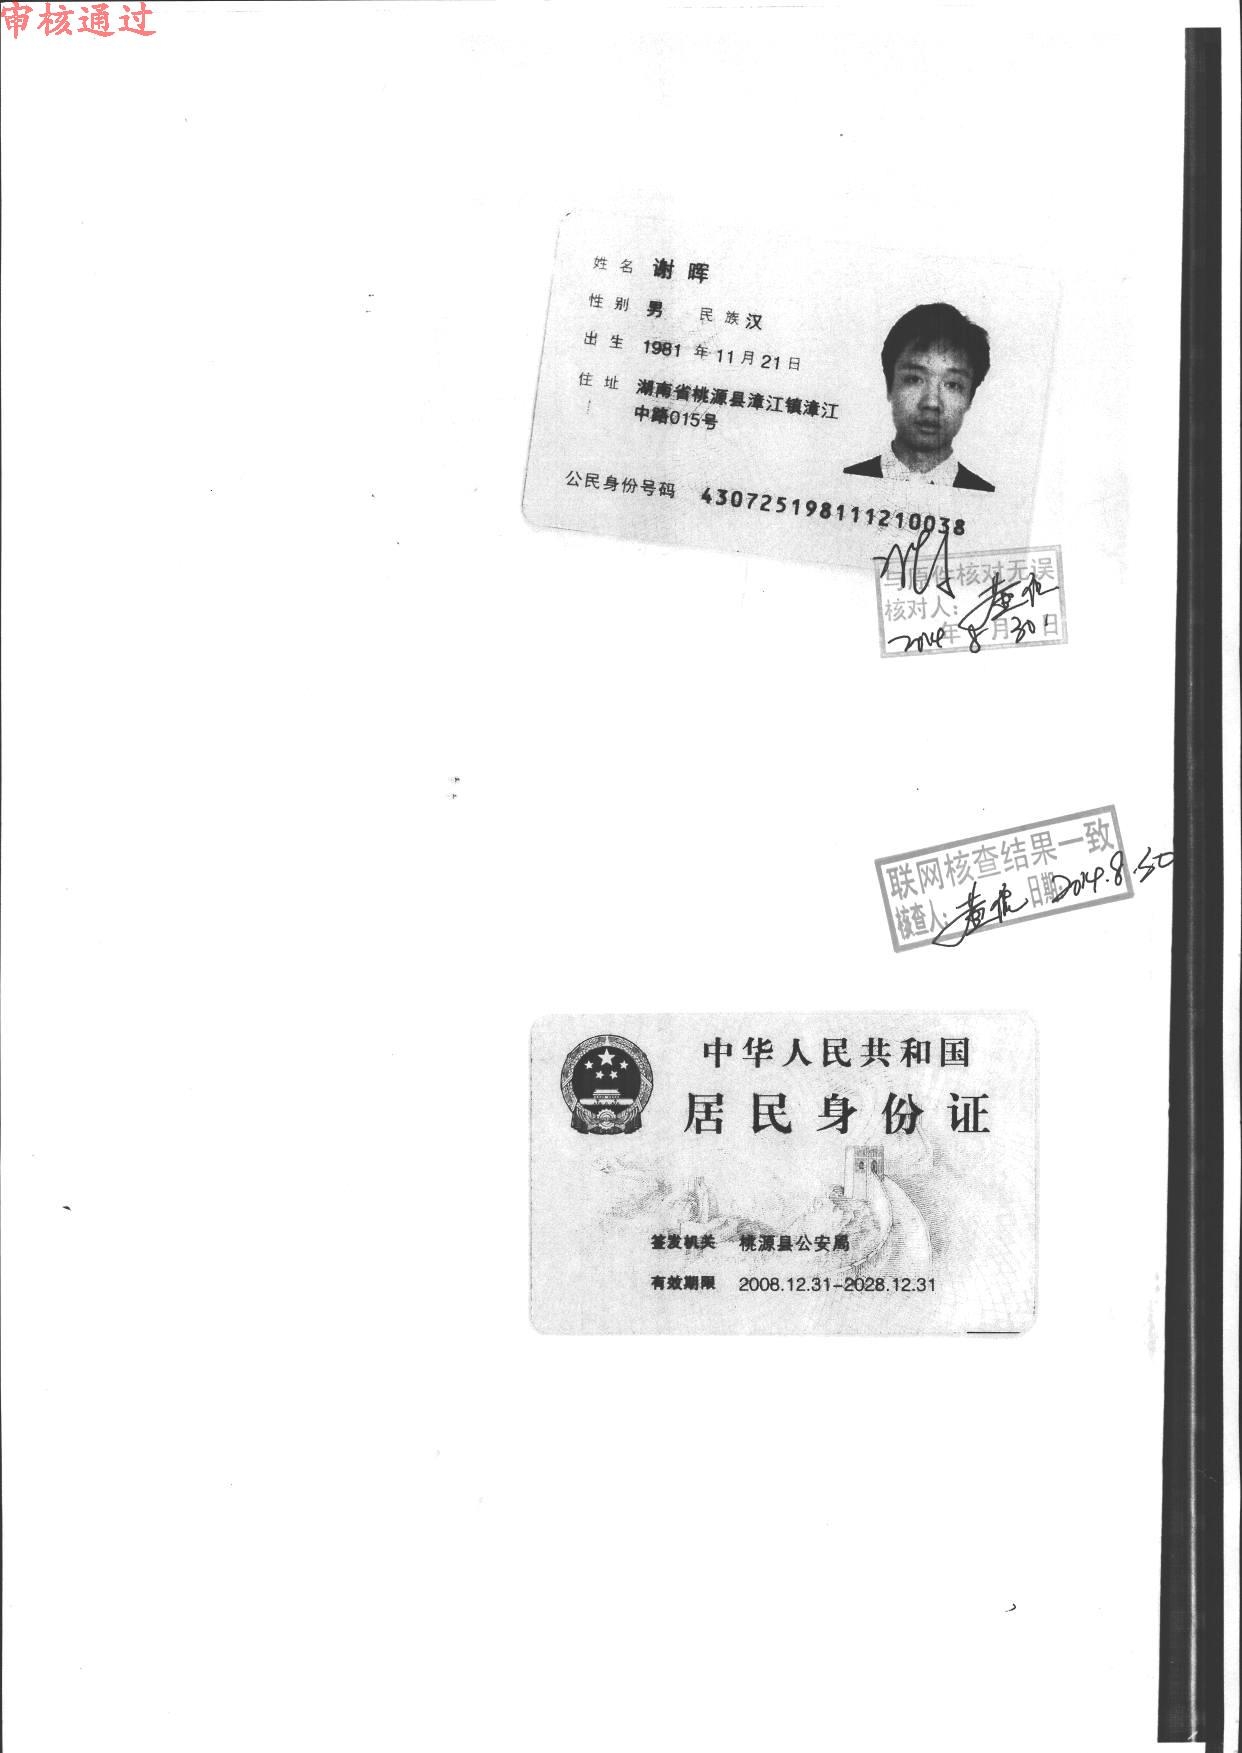 审核通过
姓名 谢晖
性别 男 民族 汉
出生 1981 年 11 月 21 日
住址 湖南省桃源县漳江镇漳江
中路015号
公民身份号码 430725198111210038
与原件核对无误
核对人：
2014 年 8 月 30 日
联网核查结果一致
核查人： 日期：2014.8.30
中华人民共和国
居民身份证
签发机关 桃源县公安局
有效期限 2008.12.31-2028.12.31